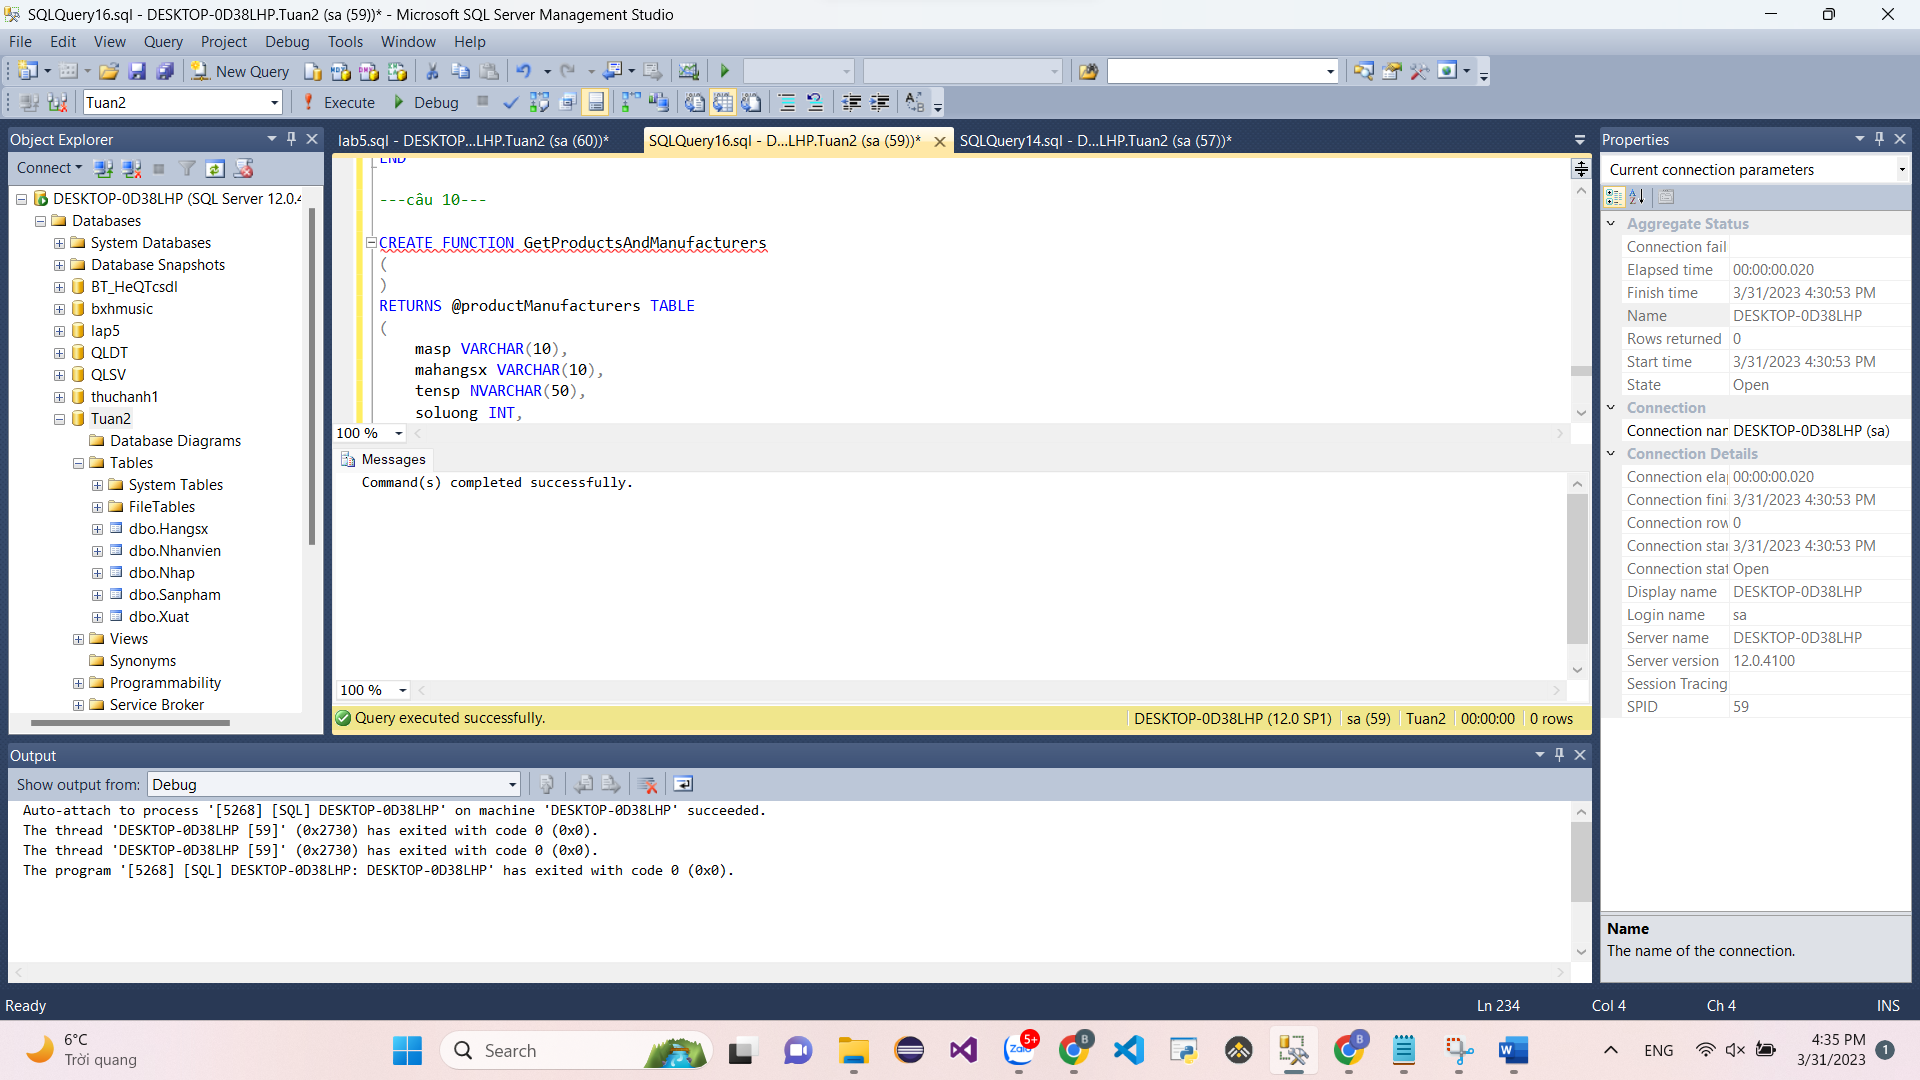 SQLQuery16.sql - DESKTOP-0D38LHP.Tuan2 (sa (59))* - Microsoft SQL Server Management Studio
File Edit View Query Project Debug Tools Window Help
New Query
Tuan2 Execute Debug
Object Explorer
Connect
DESKTOP-0D38LHP (SQL Server 12.0.4
Databases
System Databases
Database Snapshots
BT_HeQTcsdl
bxhmusic
lap5
QLDT
QLSV
thuchanh1
Tuan2
Database Diagrams
Tables
System Tables
FileTables
dbo.Hangsx
dbo.Nhanvien
dbo.Nhap
dbo.Sanpham
dbo.Xuat
Views
Synonyms
Programmability
Service Broker
lab5.sql - DESKTOP...LHP.Tuan2 (sa (60))* SQLQuery16.sql - D...LHP.Tuan2 (sa (59))* SQLQuery14.sql - D...LHP.Tuan2 (sa (57))*
END
---câu 10---
CREATE FUNCTION GetProductsAndManufacturers
(
)
RETURNS @productManufacturers TABLE
(
masp VARCHAR(10),
mahangsx VARCHAR(10),
tensp NVARCHAR(50),
soluong INT,
100 %
Messages
Command(s) completed successfully.
100 %
Query executed successfully. DESKTOP-0D38LHP (12.0 SP1) sa (59) Tuan2 00:00:00 0 rows
Properties
Current connection parameters
Aggregate Status
Connection fail
Elapsed time 00:00:00.020
Finish time 3/31/2023 4:30:53 PM
Name DESKTOP-0D38LHP
Rows returned 0
Start time 3/31/2023 4:30:53 PM
State Open
Connection
Connection nar DESKTOP-0D38LHP (sa)
Connection Details
Connection ela 00:00:00.020
Connection fini 3/31/2023 4:30:53 PM
Connection row 0
Connection star 3/31/2023 4:30:53 PM
Connection stat Open
Display name DESKTOP-0D38LHP
Login name sa
Server name DESKTOP-0D38LHP
Server version 12.0.4100
Session Tracing
SPID 59
Name
The name of the connection.
Output
Show output from: Debug
Auto-attach to process '[5268] [SQL] DESKTOP-0D38LHP' on machine 'DESKTOP-0D38LHP' succeeded.
The thread 'DESKTOP-0D38LHP [59]' (0x2730) has exited with code 0 (0x0).
The thread 'DESKTOP-0D38LHP [59]' (0x2730) has exited with code 0 (0x0).
The program '[5268] [SQL] DESKTOP-0D38LHP: DESKTOP-0D38LHP' has exited with code 0 (0x0).
Ready Ln 234 Col 4 Ch 4 INS
6°C
Trời quang
Search
Zalo 5+
B
B
ENG
4:35 PM
3/31/2023
1